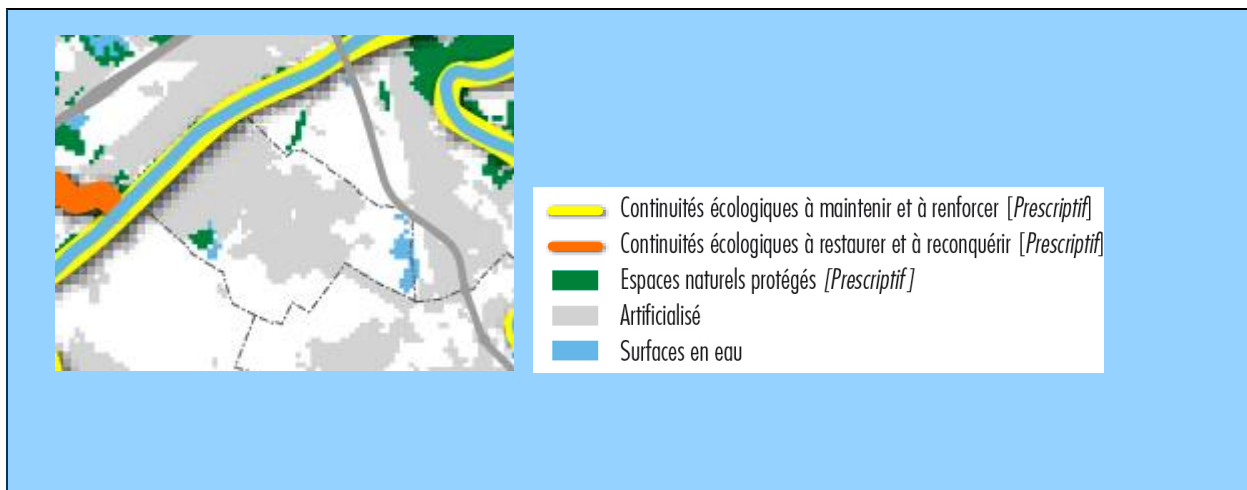 Continuités écologiques à maintenir et à renforcer [Prescriptif]
Continuités écologiques à restaurer et à reconquérir [Prescriptif]
Espaces naturels protégés [Prescriptif ]
Artificialisé
Surfaces en eau